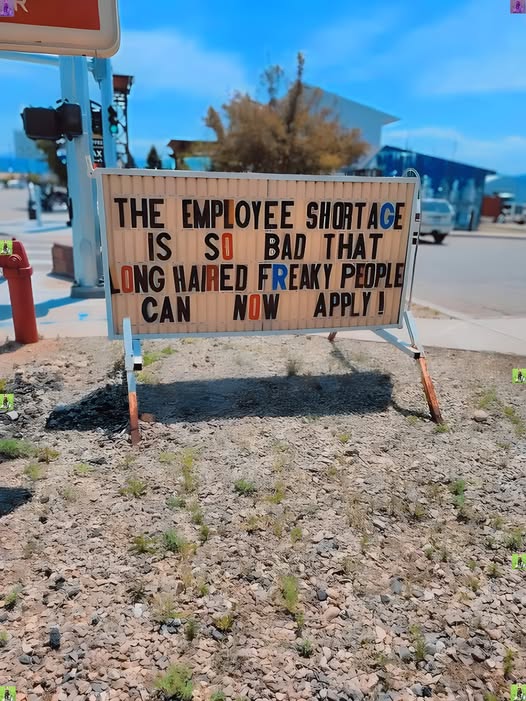 R
THE EMPLOYEE SHORTAGE
IS SO BAD THAT
LONG HAIRED FREAKY PEOPLE
CAN NOW APPLY!